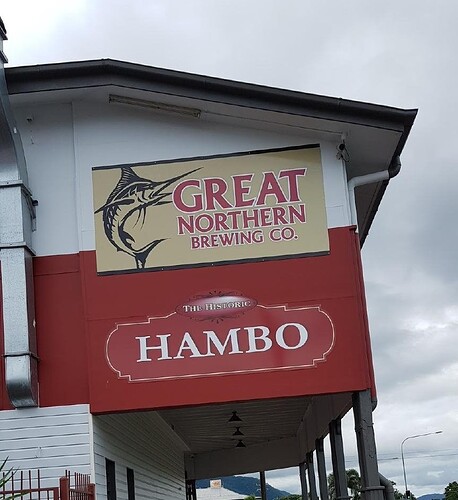 GREAT
NORTHERN
BREWING CO.
THE HISTORIC
HAMBO